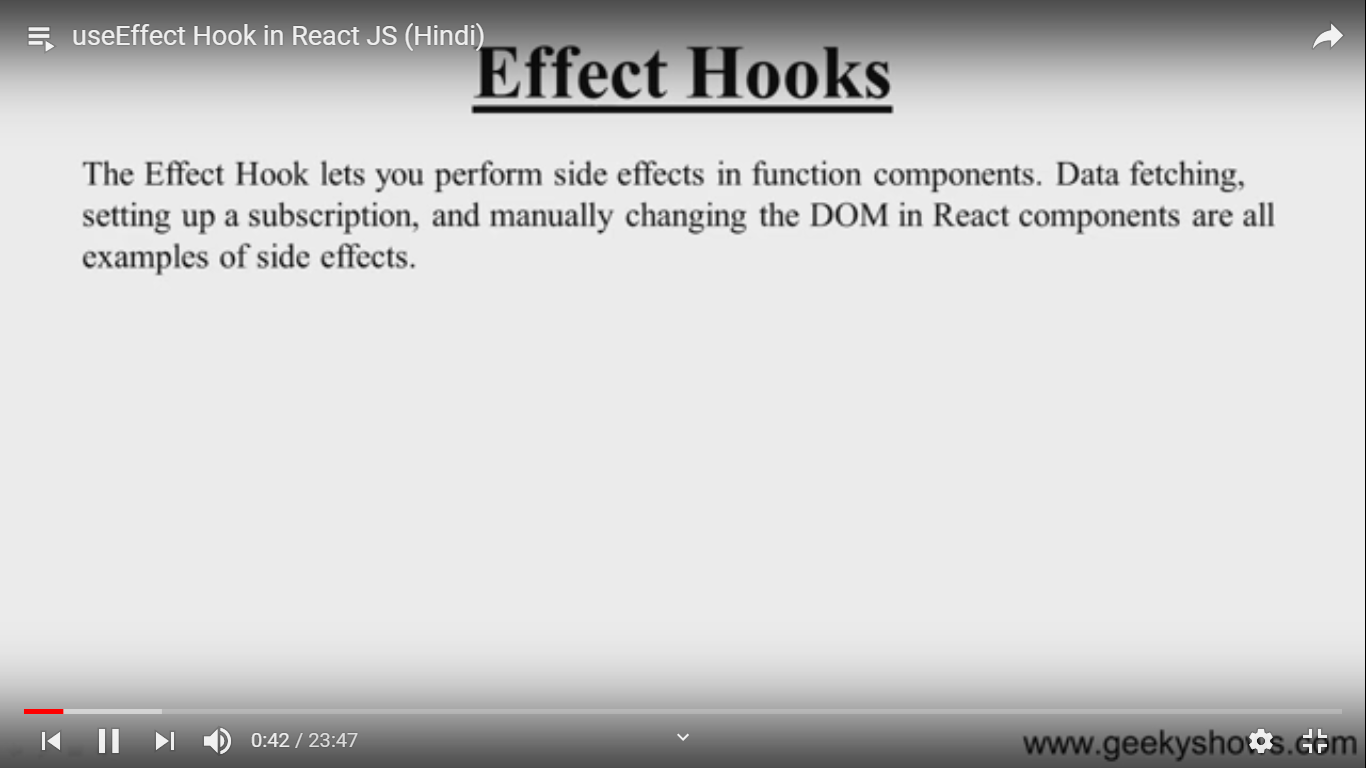 useEffect Hook in React JS (Hindi)
Effect Hooks
The Effect Hook lets you perform side effects in function components. Data fetching,
setting up a subscription, and manually changing the DOM in React components are all
examples of side effects.
0:42 / 23:47
www.geekyshows.com